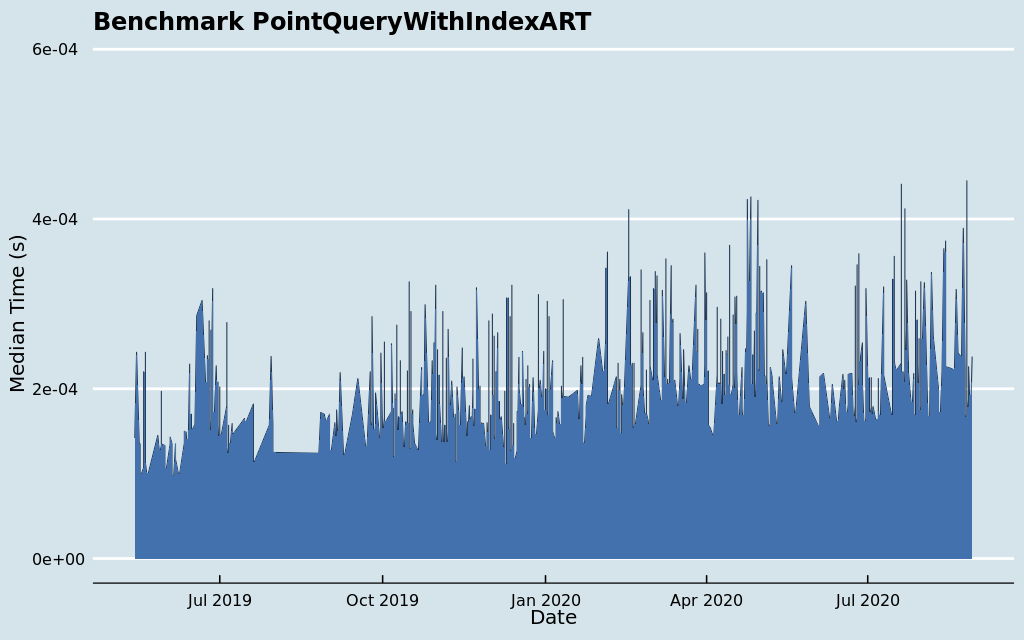 Benchmark PointQueryWithIndexART
6e-04
4e-04
2e-04
0e+00
Median Time (s)
Jul 2019
Oct 2019
Jan 2020
Apr 2020
Jul 2020
Date